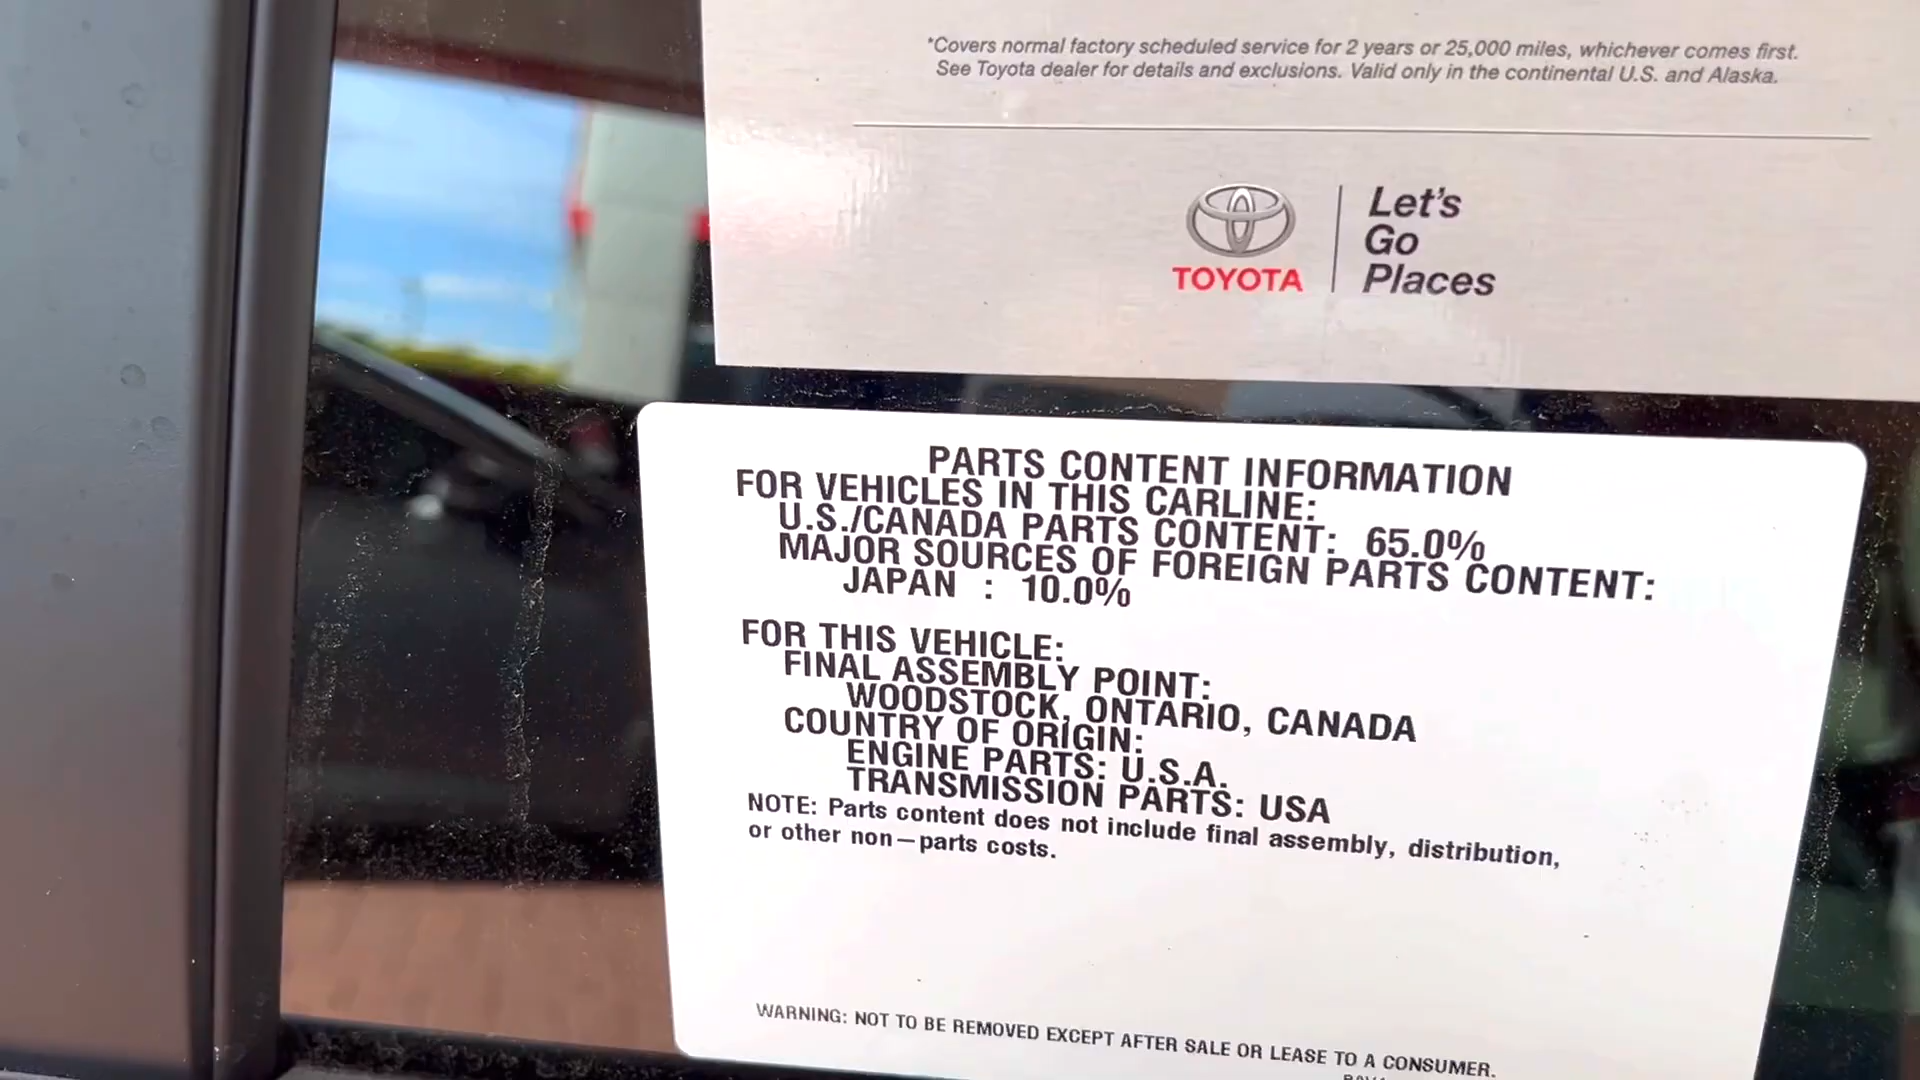 *Covers normal factory scheduled service for 2 years or 25,000 miles, whichever comes first.
See Toyota dealer for details and exclusions. Valid only in the continental U.S. and Alaska.
TOYOTA
Let's
Go
Places
PARTS CONTENT INFORMATION
FOR VEHICLES IN THIS CARLINE:
U.S./CANADA PARTS CONTENT: 65.0%
MAJOR SOURCES OF FOREIGN PARTS CONTENT:
JAPAN : 10.0%
FOR THIS VEHICLE:
FINAL ASSEMBLY POINT:
WOODSTOCK, ONTARIO, CANADA
COUNTRY OF ORIGIN:
ENGINE PARTS: U.S.A.
TRANSMISSION PARTS: USA
NOTE: Parts content does not include final assembly, distribution,
or other non—parts costs.
WARNING: NOT TO BE REMOVED EXCEPT AFTER SALE OR LEASE TO A CONSUMER.